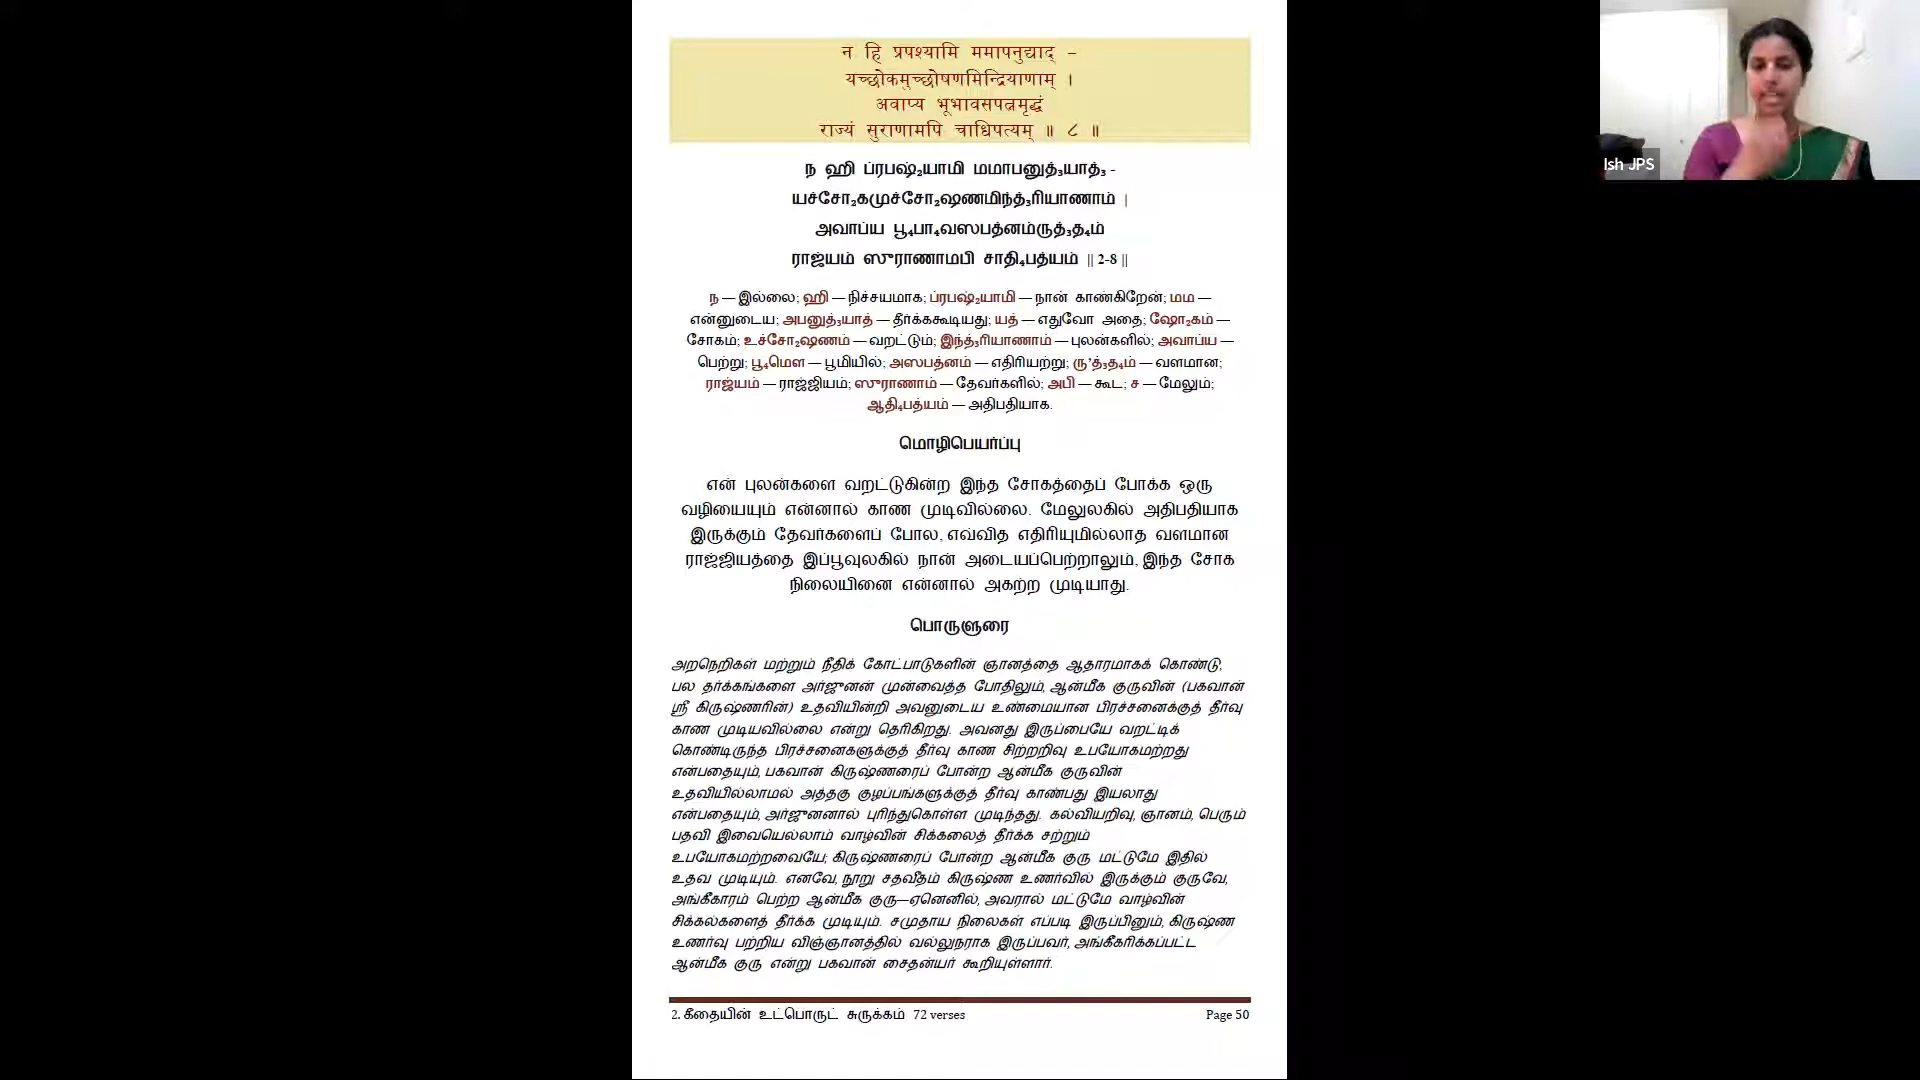 न हि प्रपश्यामि ममापनुद्याद् –
यच्छोकमुच्छोषणमिन्द्रियाणाम् ।
अवाप्य भूभावसपत्नमृद्धं
राज्यं सुराणामपि चाधिपत्यम् ॥ ८ ॥
ந ஹி ப்ரபஷ்₂யாமி மமாபனுத்₃யாத்₃ -
யச்சோ₂கமுச்சோ₂ஷணமிந்த்₃ரியாணாம் |
அவாப்ய பூ₄பா₄வஸபத்னம்ருத்₃த₄ம்
ராஜ்யம் ஸுராணாமபி சாதி₄பத்யம் || 2-8 ||
ந — இல்லை; ஹி — நிச்சயமாக; ப்ரபஷ்₂யாமி — நான் காண்கிறேன்; மம —
என்னுடைய; அபனுத்₃யாத் — தீர்க்ககூடியது; யத் — எதுவோ அதை; ஷோ₂கம் —
சோகம்; உச்சோ₂ஷணம் — வறட்டும்; இந்த்₃ரியாணாம் — புலன்களில்; அவாப்ய —
பெற்று; பூ₄மௌ — பூமியில்; அஸபத்னம் — எதிரியற்று; ரு’த்₃த₄ம் — வளமான;
ராஜ்யம் — ராஜ்ஜியம்; ஸுராணாம் — தேவர்களில்; அபி — கூட; ச — மேலும்;
ஆதி₄பத்யம் — அதிபதியாக.
மொழிபெயர்ப்பு
என் புலன்களை வறட்டுகின்ற இந்த சோகத்தைப் போக்க ஒரு
வழியையும் என்னால் காண முடிவில்லை. மேலுலகில் அதிபதியாக
இருக்கும் தேவர்களைப் போல, எவ்வித எதிரியுமில்லாத வளமான
ராஜ்ஜியத்தை இப்பூவுலகில் நான் அடையப்பெற்றாலும், இந்த சோக
நிலையினை என்னால் அகற்ற முடியாது.
பொருளுரை
அறநெறிகள் மற்றும் நீதிக் கோட்பாடுகளின் ஞானத்தை ஆதாரமாகக் கொண்டு,
பல தர்க்கங்களை அர்ஜுனன் முன்வைத்த போதிலும், ஆன்மீக குருவின் (பகவான்
ஸ்ரீ கிருஷ்ணரின்) உதவியின்றி அவனுடைய உண்மையான பிரச்சனைக்குத் தீர்வு
காண முடியவில்லை என்று தெரிகிறது. அவனது இருப்பையே வறட்டிக்
கொண்டிருந்த பிரச்சனைகளுக்குத் தீர்வு காண சிற்றறிவு உபயோகமற்றது
என்பதையும், பகவான் கிருஷ்ணரைப் போன்ற ஆன்மீக குருவின்
உதவியில்லாமல் அத்தகு குழப்பங்களுக்குத் தீர்வு காண்பது இயலாது
என்பதையும், அர்ஜுனனால் புரிந்துகொள்ள முடிந்தது. கல்வியறிவு, ஞானம், பெரும்
பதவி இவையெல்லாம் வாழ்வின் சிக்கலைத் தீர்க்க சற்றும்
உபயோகமற்றவையே; கிருஷ்ணரைப் போன்ற ஆன்மீக குரு மட்டுமே இதில்
உதவ முடியும். எனவே, நூறு சதவீதம் கிருஷ்ண உணர்வில் இருக்கும் குருவே,
அங்கீகாரம் பெற்ற ஆன்மீக குரு—ஏனெனில், அவரால் மட்டுமே வாழ்வின்
சிக்கல்களைத் தீர்க்க முடியும். சமுதாய நிலைகள் எப்படி இருப்பினும், கிருஷ்ண
உணர்வு பற்றிய விஞ்ஞானத்தில் வல்லுநராக இருப்பவர், அங்கீகரிக்கப்பட்ட
ஆன்மீக குரு என்று பகவான் சைதன்யர் கூறியுள்ளார்.
2. கீதையின் உட்பொருட் சுருக்கம் 72 verses Page 50
Ish JPS